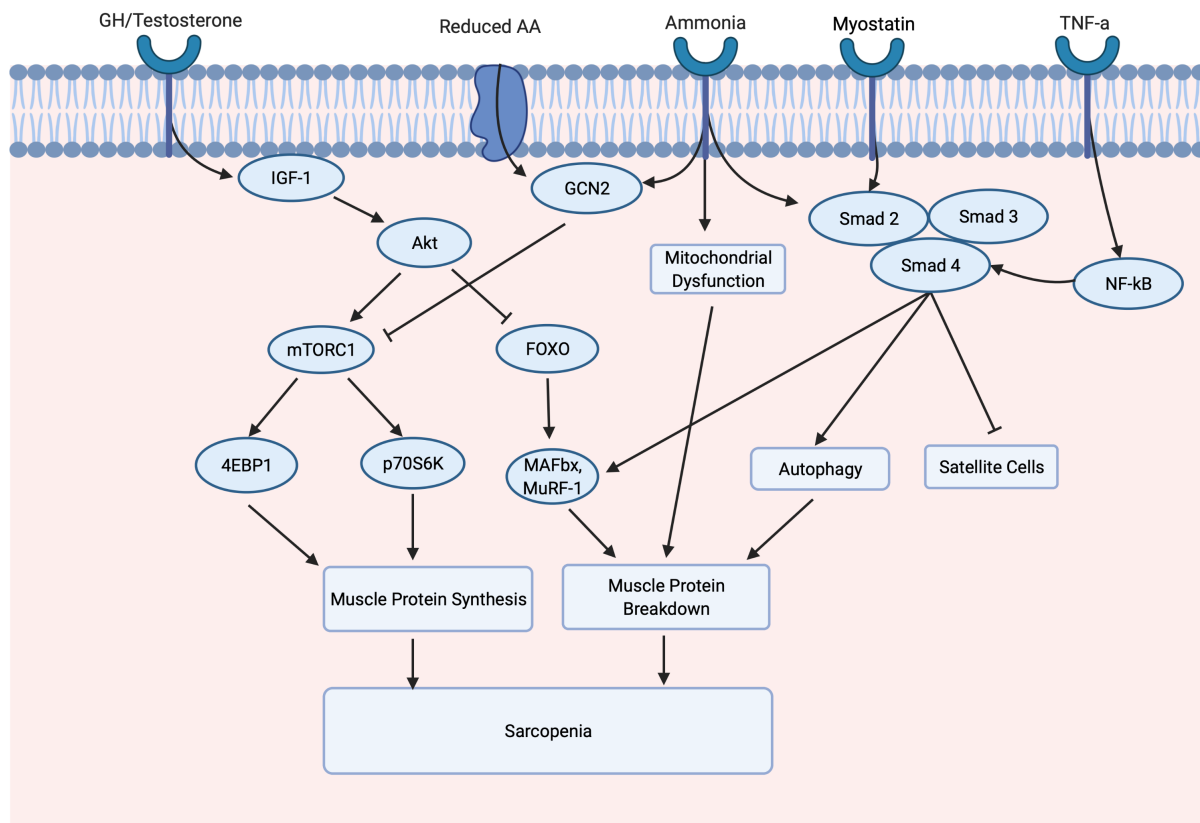 GH/Testosterone
Reduced AA
Ammonia
Myostatin
TNF-a
IGF-1
GCN2
Akt
Smad 2
Smad 3
Smad 4
Mitochondrial
Dysfunction
NF-kB
mTORC1
FOXO
4EBP1
p70S6K
MAFbx,
MuRF-1
Autophagy
Satellite Cells
Muscle Protein Synthesis
Muscle Protein
Breakdown
Sarcopenia